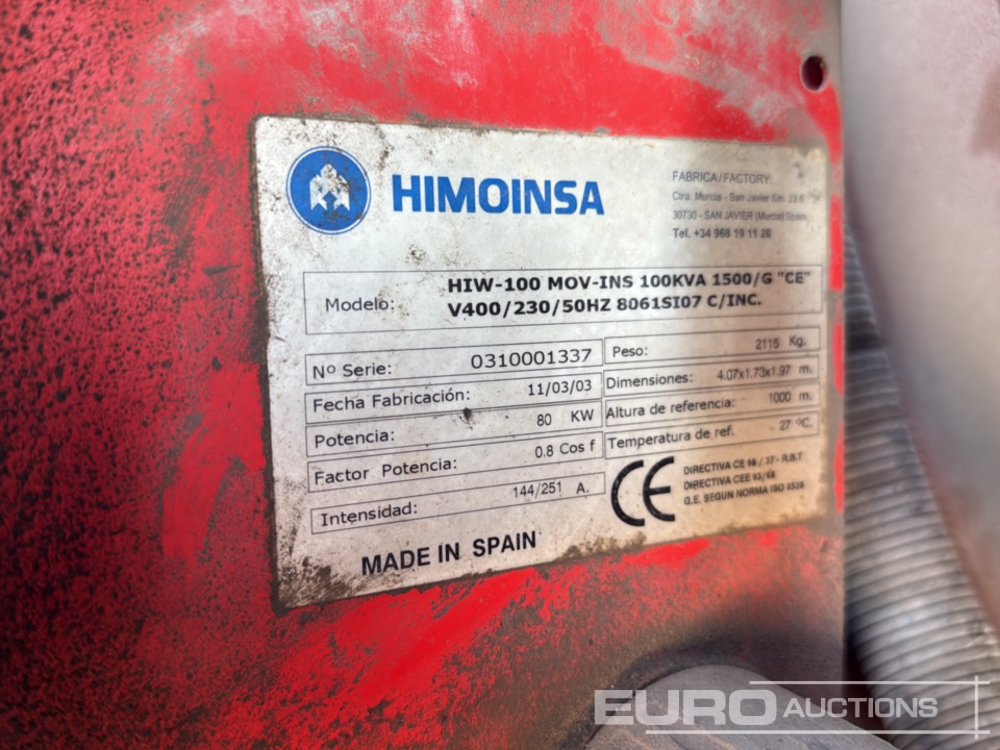 HIMOINSA
FABRICA/FACTORY:
Ctra. Murcia - San Javier Km. 23.6
30730 - SAN JAVIER (Murcia) Spain
Tel. +34 968 19 11 28
Modelo:
HIW-100 MOV-INS 100KVA 1500/G "CE"
V400/230/50HZ 8061SI07 C/INC.
Nº Serie: 0310001337
Fecha Fabricación: 11/03/03
Potencia: 80 KW
Factor Potencia: 0.8 Cos f
Intensidad: 144/251 A.
Peso: 2115 Kg.
Dimensiones: 4.07x1.73x1.97 m.
Altura de referencia: 1000 m.
Temperatura de ref. 27 ºC.
CE
DIRECTIVA CE 98 / 37 - R.B.T
DIRECTIVA CEE 93/68
G.E. SEGUN NORMA ISO 8528
MADE IN SPAIN
EURO AUCTIONS